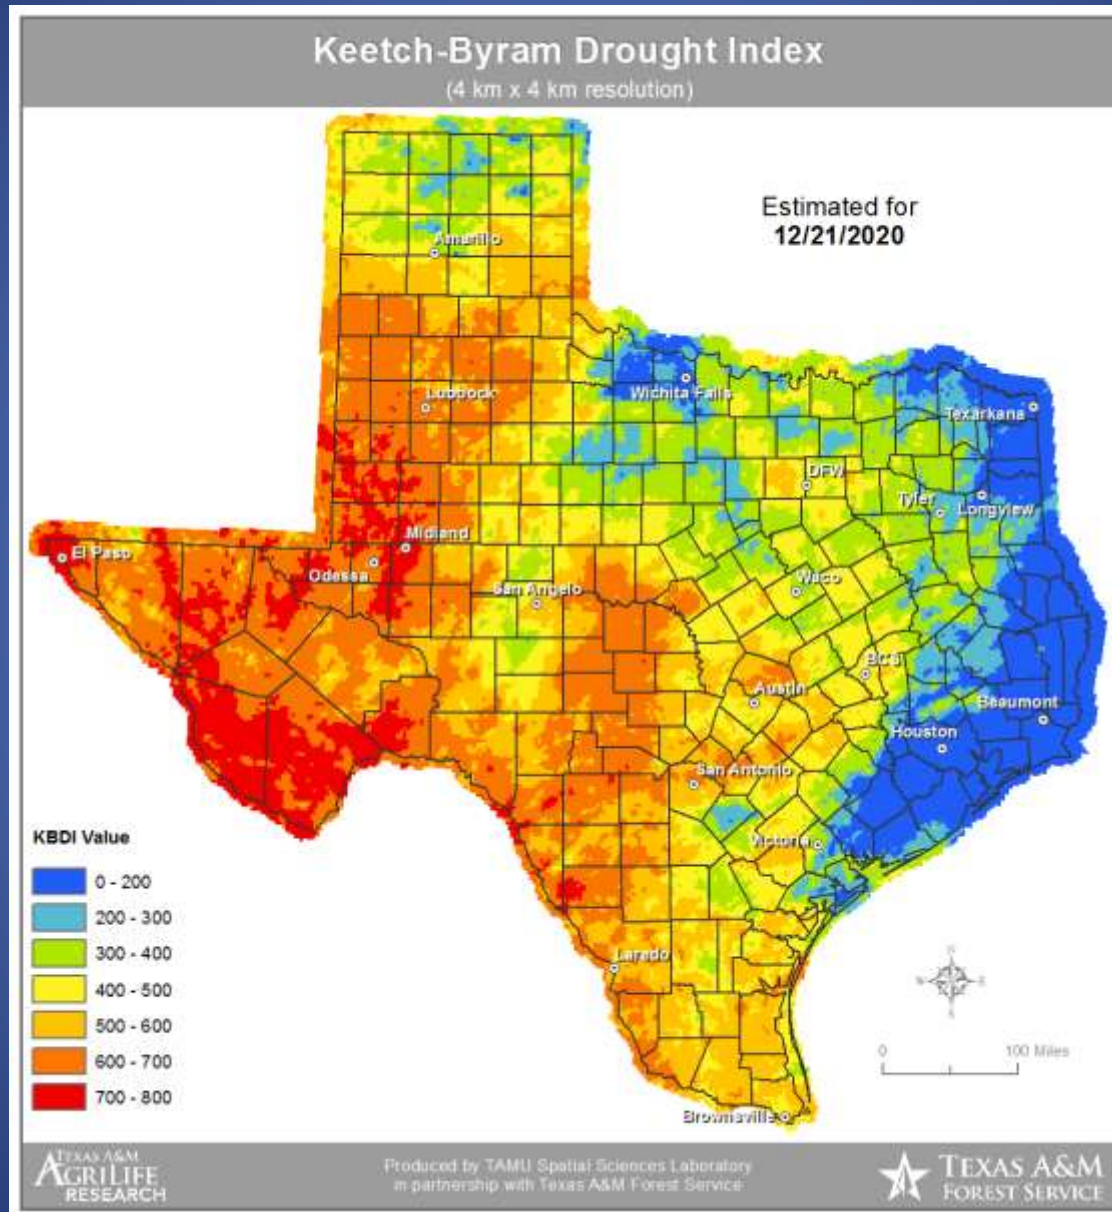 Keetch-Byram Drought Index
(4 km x 4 km resolution)
Estimated for
12/21/2020
Amarillo
Wichita Falls
Lubbock
Texarkana
DFW
Tyler
Longview
Midland
El Paso
Odessa
San Angelo
Waco
BCS
Austin
Beaumont
Houston
San Antonio
Victoria
Laredo
Brownsville
KBDI Value
0 - 200
200 - 300
300 - 400
400 - 500
500 - 600
600 - 700
700 - 800
N
W
E
S
0 100 Miles
TEXAS A&M
AGRILIFE
RESEARCH
Produced by TAMU Spatial Sciences Laboratory
in partnership with Texas A&M Forest Service
TEXAS A&M
FOREST SERVICE